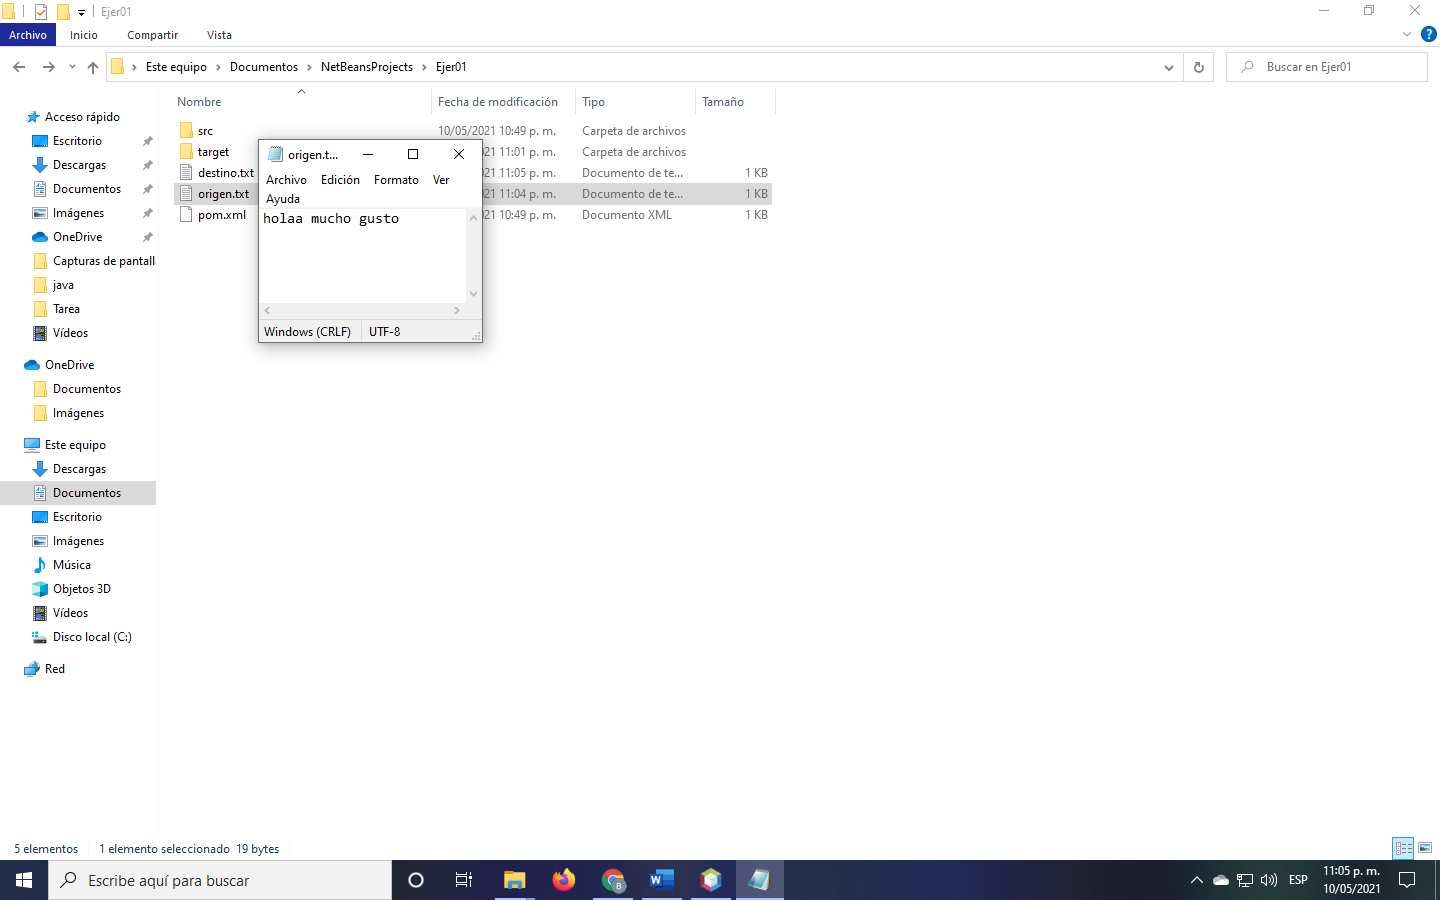 Ejer01
Archivo Inicio Compartir Vista
Este equipo Documentos NetBeansProjects Ejer01 Buscar en Ejer01
Nombre Fecha de modificación Tipo Tamaño
src 10/05/2021 10:49 p. m. Carpeta de archivos
target 21 11:01 p. m. Carpeta de archivos
destino.txt 21 11:05 p. m. Documento de te... 1 KB
origen.txt 21 11:04 p. m. Documento de te... 1 KB
pom.xml 21 10:49 p. m. Documento XML 1 KB
origen.t...
Archivo Edición Formato Ver
Ayuda
holaa mucho gusto
Windows (CRLF) UTF-8
Acceso rápido
Escritorio
Descargas
Documentos
Imágenes
OneDrive
Capturas de pantall
java
Tarea
Vídeos
OneDrive
Documentos
Imágenes
Este equipo
Descargas
Documentos
Escritorio
Imágenes
Música
Objetos 3D
Vídeos
Disco local (C:)
Red
5 elementos 1 elemento seleccionado 19 bytes
Escribe aquí para buscar
B
W
ESP
11:05 p. m.
10/05/2021